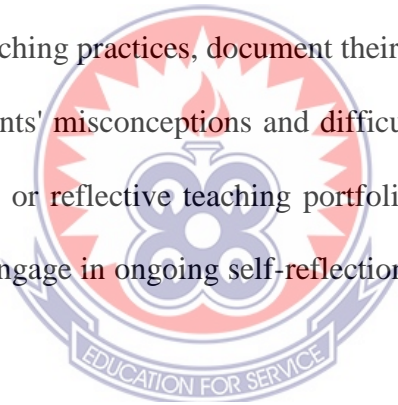 ching practices, document their
nts' misconceptions and difficu
or reflective teaching portfoli
ngage in ongoing self-reflection
EDUCATION FOR SERVICE